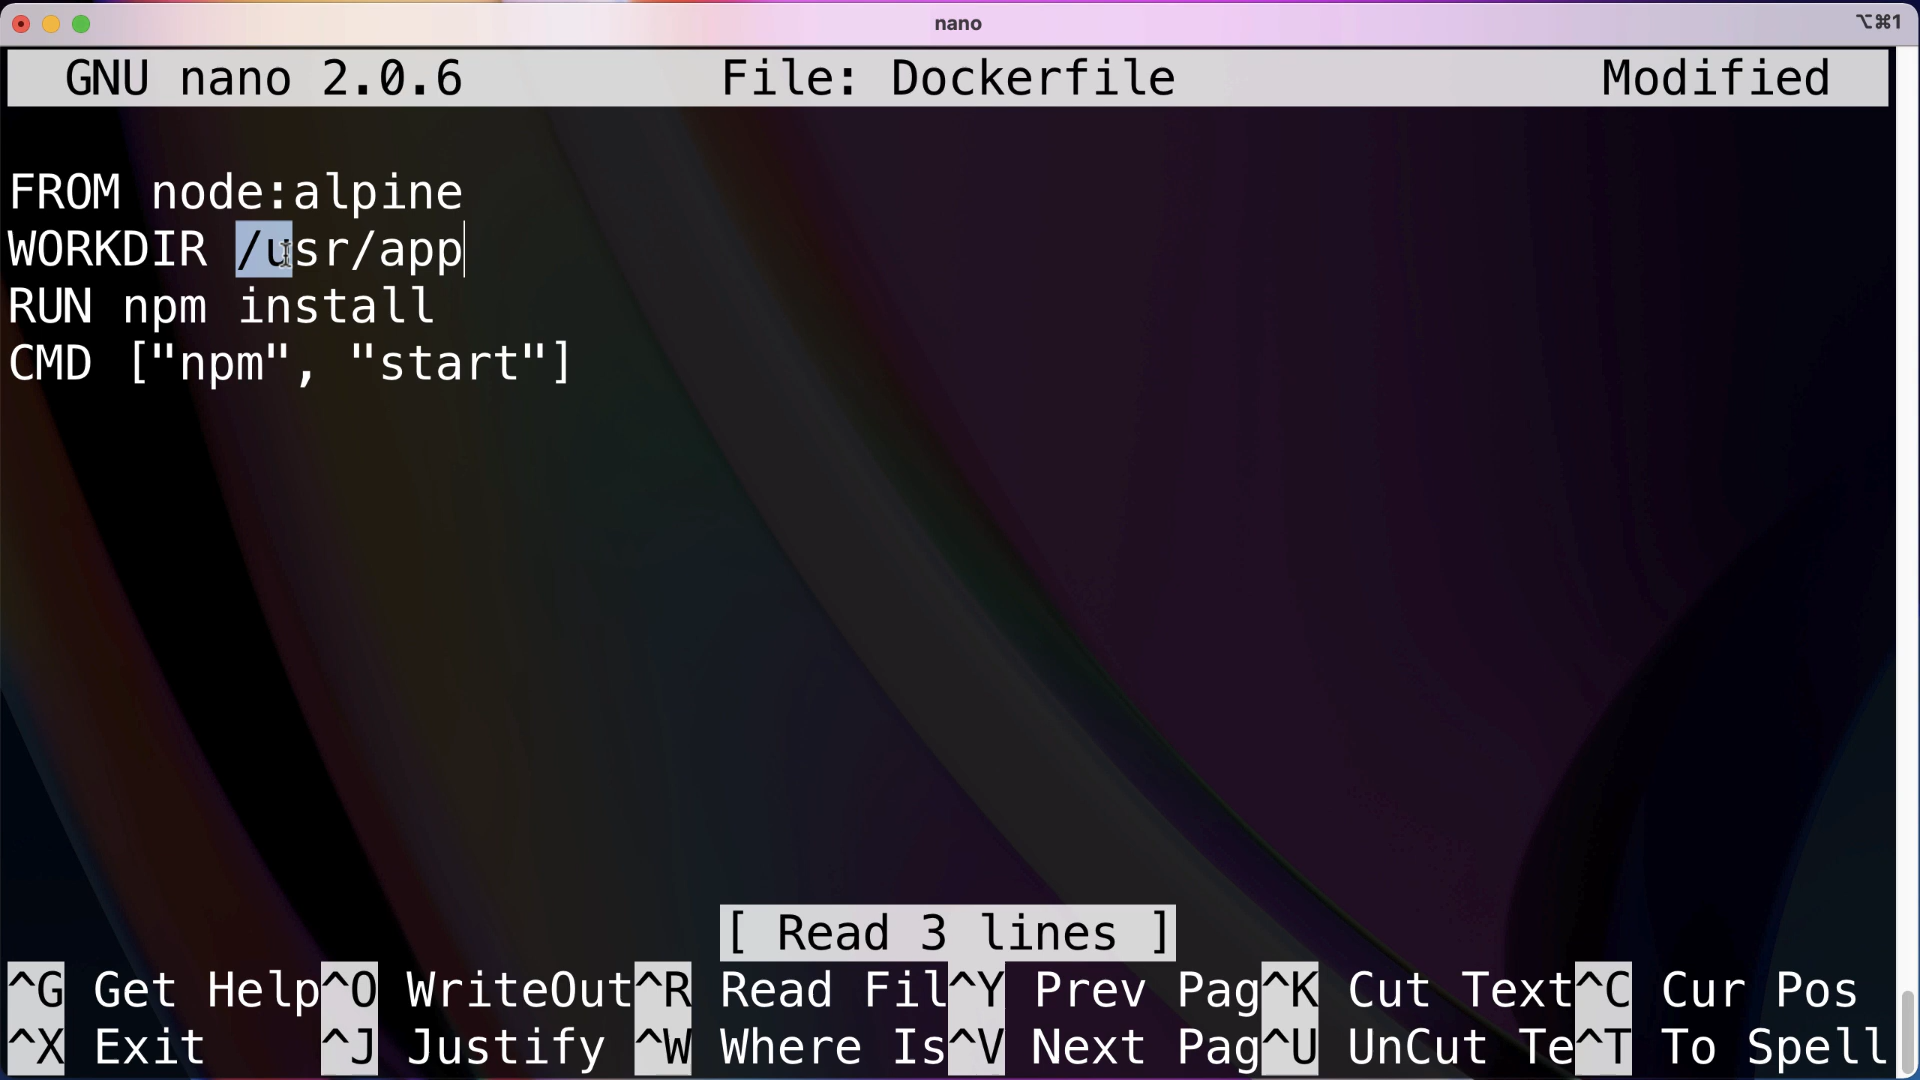 nano
⌥⌘1
GNU nano 2.0.6 File: Dockerfile Modified
FROM node:alpine
WORKDIR /usr/app
RUN npm install
CMD ["npm", "start"]
[ Read 3 lines ]
^G Get Help ^O WriteOut ^R Read Fil ^Y Prev Pag ^K Cut Text ^C Cur Pos
^X Exit ^J Justify ^W Where Is ^V Next Pag ^U UnCut Te ^T To Spell